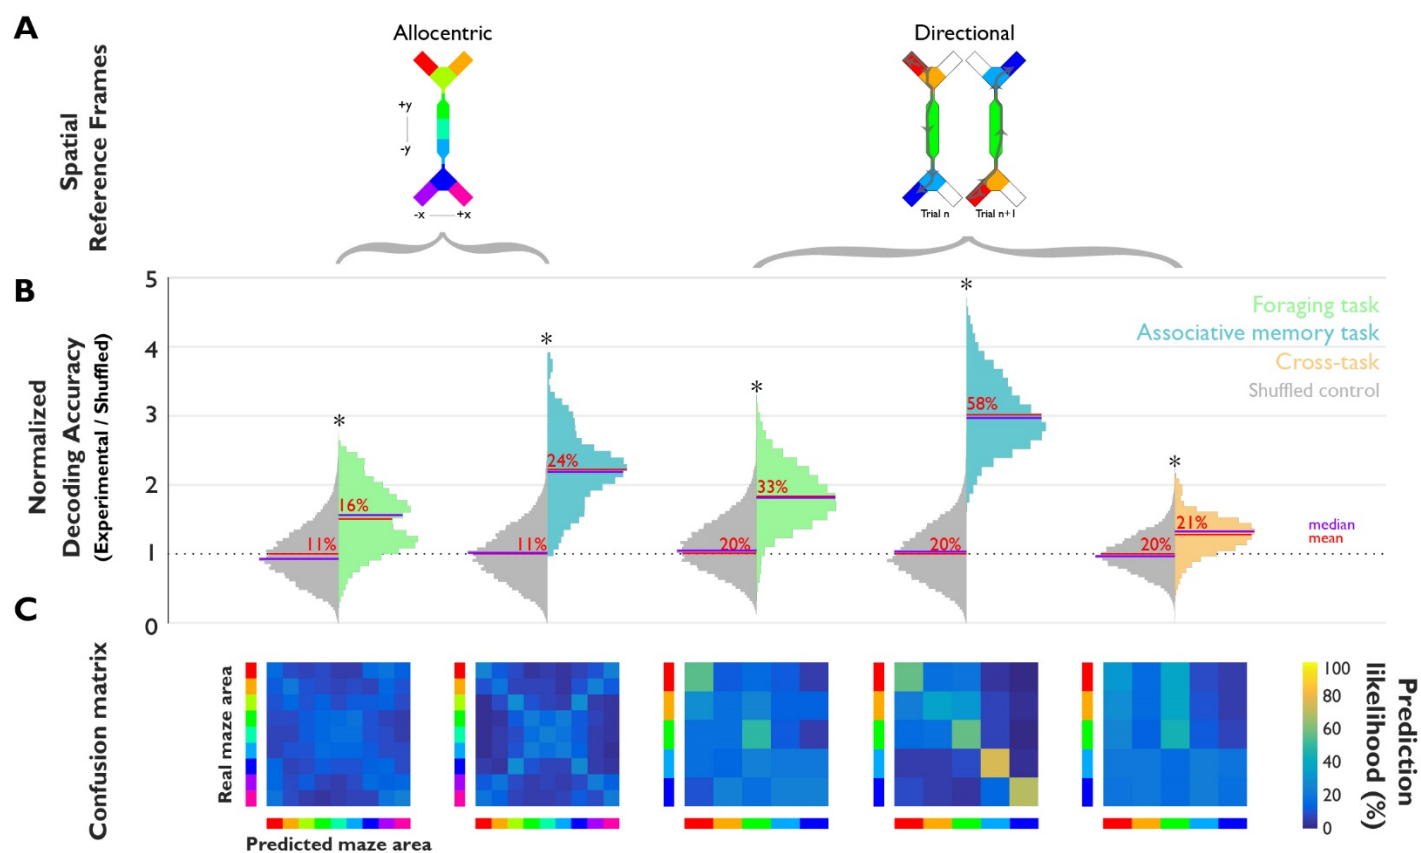 A
Spatial
Reference Frames
Allocentric
+y
-y
-x
+x
Directional
Trial n
Trial n+1
B
Normalized
Decoding Accuracy
(Experimental / Shuffled)
5
4
3
2
1
0
*
*
*
*
*
11%
16%
11%
24%
20%
33%
20%
58%
20%
21%
Foraging task
Associative memory task
Cross-task
Shuffled control
median
mean
C
Confusion matrix
Real maze area
Predicted maze area
100
80
60
40
20
0
Prediction
likelihood (%)